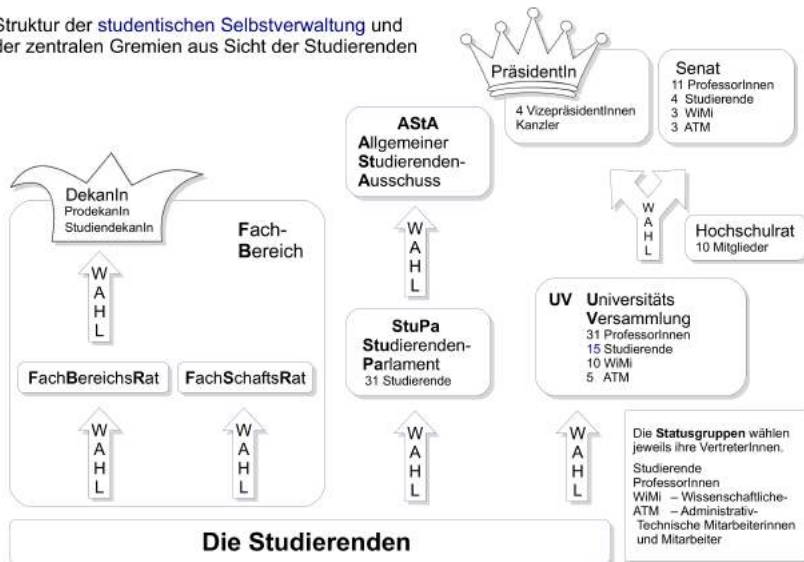 Struktur der studentischen Selbstverwaltung und
der zentralen Gremien aus Sicht der Studierenden
PräsidentIn
4 VizepräsidentInnen
Kanzler
Senat
11 ProfessorInnen
4 Studierende
3 WiMi
3 ATM
AStA
Allgemeiner
Studierenden-
Ausschuss
DekanIn
ProdekanIn
StudiendekanIn
Fach-
Bereich
WAHL
WAHL
WAHL
Hochschulrat
10 Mitglieder
UV Universitäts
Versammlung
31 ProfessorInnen
15 Studierende
10 WiMi
5 ATM
StuPa
Studierenden-
Parlament
31 Studierende
FachBereichsRat
FachSchaftsRat
WAHL
WAHL
WAHL
WAHL
Die Statusgruppen wählen
jeweils ihre VertreterInnen.
Studierende
ProfessorInnen
WiMi – Wissenschaftliche-
ATM – Administrativ-
Technische Mitarbeiterinnen
und Mitarbeiter
Die Studierenden